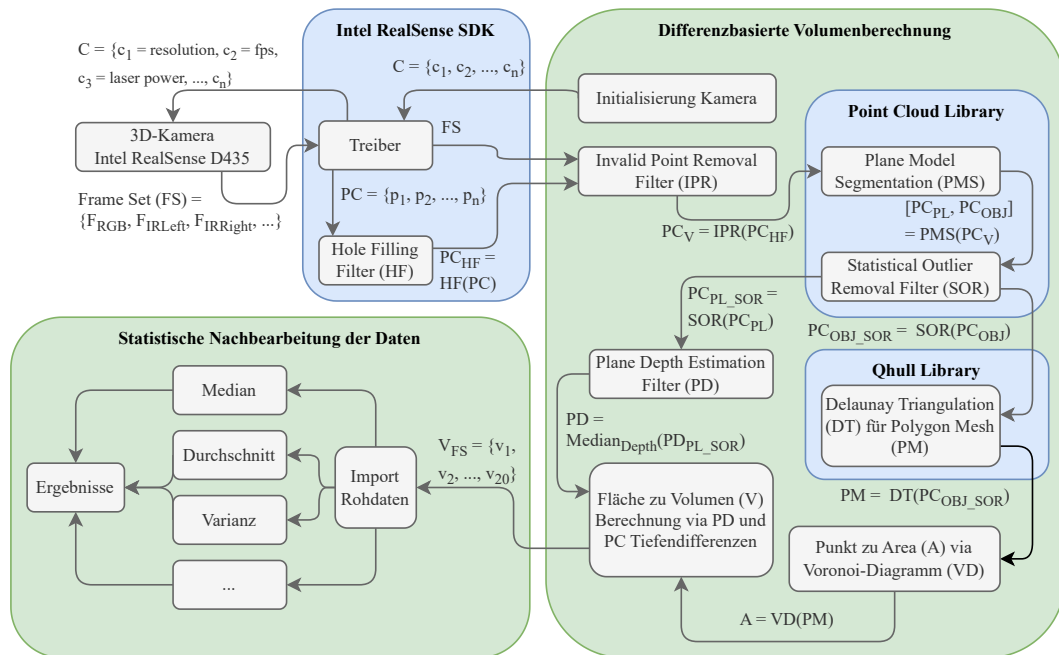 Intel RealSense SDK
Differenzbasierte Volumenberechnung
C = {c1 = resolution, c2 = fps,
c3 = laser power, ..., cn}
C = {c1, c2, ..., cn}
Initialisierung Kamera
Point Cloud Library
3D-Kamera
Intel RealSense D435
Treiber
FS
Invalid Point Removal
Filter (IPR)
Plane Model
Segmentation (PMS)
Frame Set (FS) =
{FRGB, FIRLeft, FIRRight, ...}
PC = {p1, p2, ..., pn}
PCV = IPR(PCHF)
[PCPL, PCOBJ]
= PMS(PCV)
Hole Filling
Filter (HF)
PCHF =
HF(PC)
Statistical Outlier
Removal Filter (SOR)
PCPL_SOR =
SOR(PCPL)
PCOBJ_SOR = SOR(PCOBJ)
Statistische Nachbearbeitung der Daten
Plane Depth Estimation
Filter (PD)
Qhull Library
Median
Delaunay Triangulation
(DT) für Polygon Mesh
(PM)
PD =
MedianDepth(PDPL_SOR)
Durchschnitt
VFS = {v1,
v2, ..., v20}
Ergebnisse
Import
Rohdaten
Varianz
Fläche zu Volumen (V)
Berechnung via PD und
PC Tiefendifferenzen
PM = DT(PCOBJ_SOR)
Punkt zu Area (A) via
Voronoi-Diagramm (VD)
...
A = VD(PM)